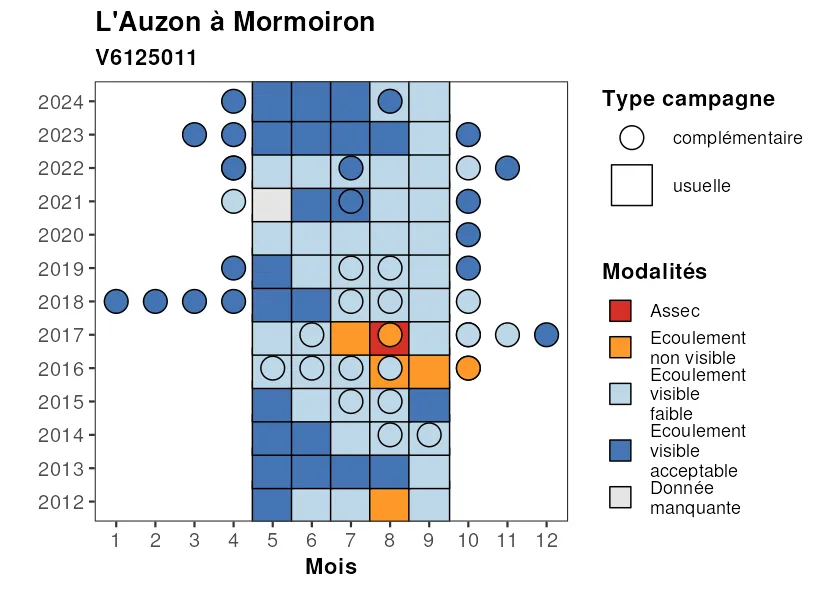 L'Auzon à Mormoiron
V6125011
2024
2023
2022
2021
2020
2019
2018
2017
2016
2015
2014
2013
2012
1 2 3 4 5 6 7 8 9 10 11 12
Mois
Type campagne
complémentaire
usuelle
Modalités
Assec
Ecoulement
non visible
Ecoulement
visible
faible
Ecoulement
visible
acceptable
Donnée
manquante